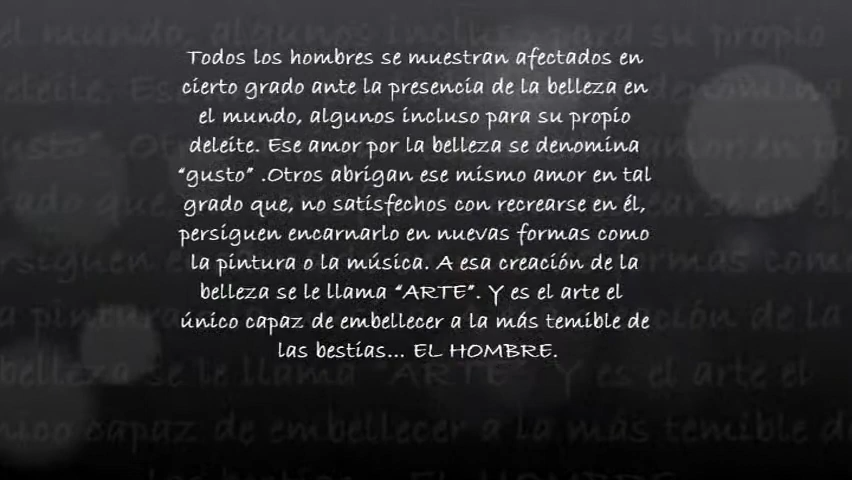 Todos los hombres se muestran afectados en
cierto grado ante la presencia de la belleza en
el mundo, algunos incluso para su propio
deleite. Ese amor por la belleza se denomina
“gusto” .Otros abrigan ese mismo amor en tal
grado que, no satisfechos con recrearse en él,
persiguen encarnarlo en nuevas formas como
la pintura o la música. A esa creación de la
belleza se le llama “ARTE”. Y es el arte el
único capaz de embellecer a la más temible de
las bestias... EL HOMBRE.